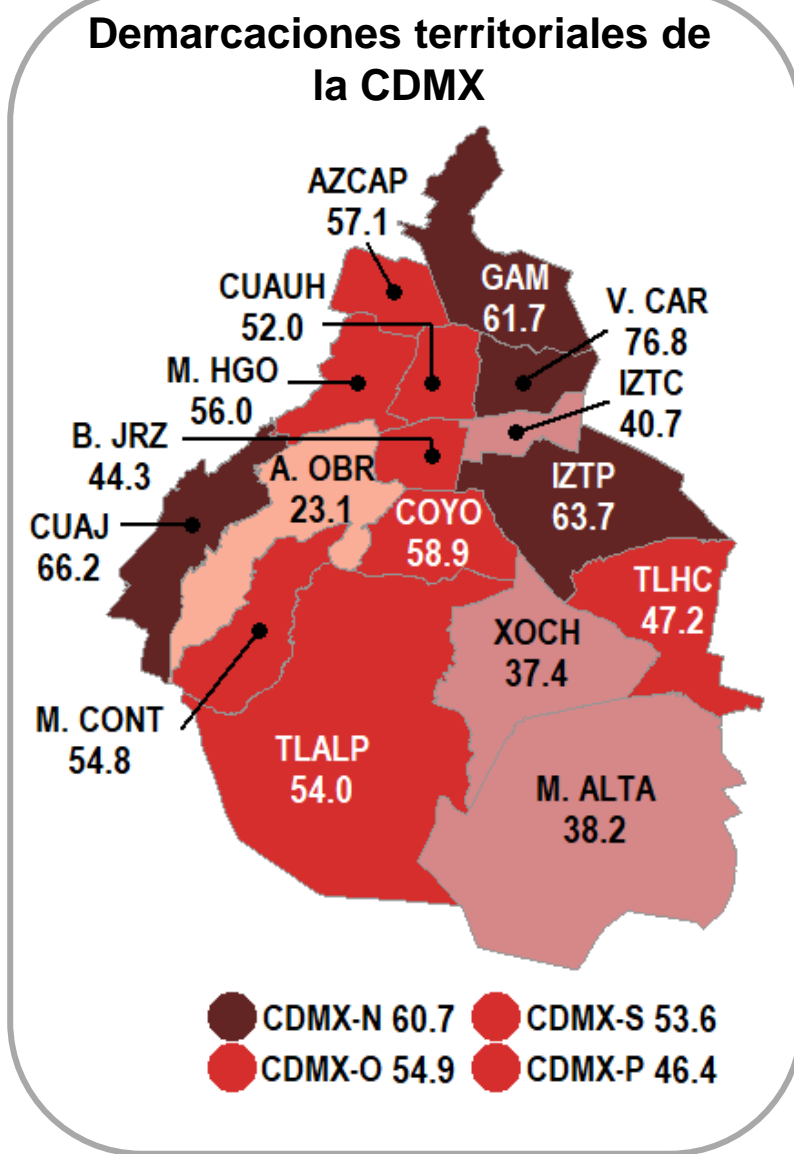 Demarcaciones territoriales de
la CDMX
AZCAP
57.1
GAM
61.7
CUAUH
52.0
V. CAR
76.8
M. HGO
56.0
IZTC
40.7
B. JRZ
44.3
A. OBR
23.1
IZTP
63.7
COYO
58.9
CUAJ
66.2
TLHC
47.2
XOCH
37.4
M. CONT
54.8
TLALP
54.0
M. ALTA
38.2
CDMX-N 60.7
CDMX-S 53.6
CDMX-O 54.9
CDMX-P 46.4